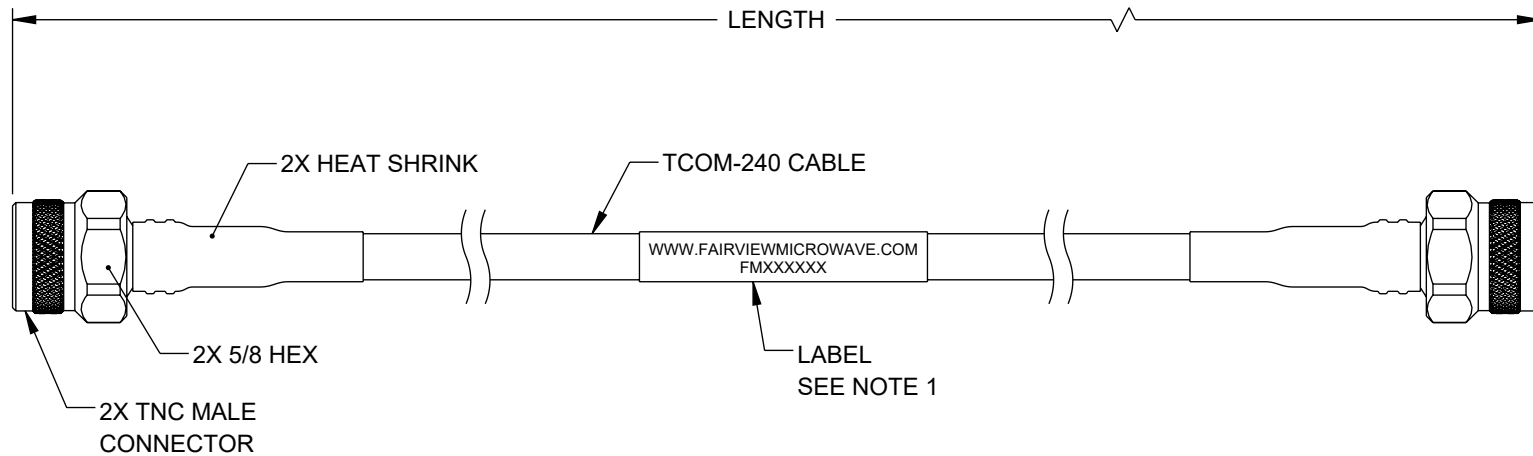 LENGTH
2X HEAT SHRINK
TCOM-240 CABLE
WWW.FAIRVIEWMICROWAVE.COM
FMXXXXXX
2X 5/8 HEX
LABEL
SEE NOTE 1
2X TNC MALE
CONNECTOR